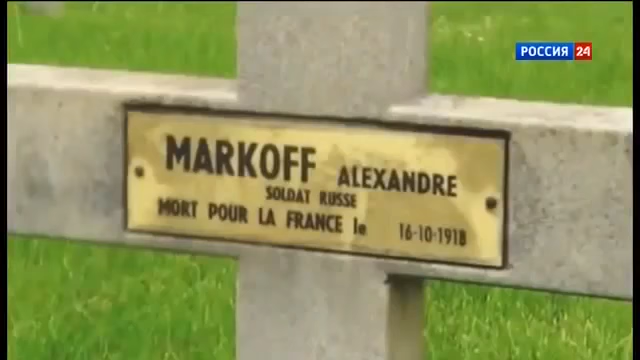 РОССИЯ 24
MARKOFF ALEXANDRE
SOLDAT RUSSE
MORT POUR LA FRANCE le 16-10-1918